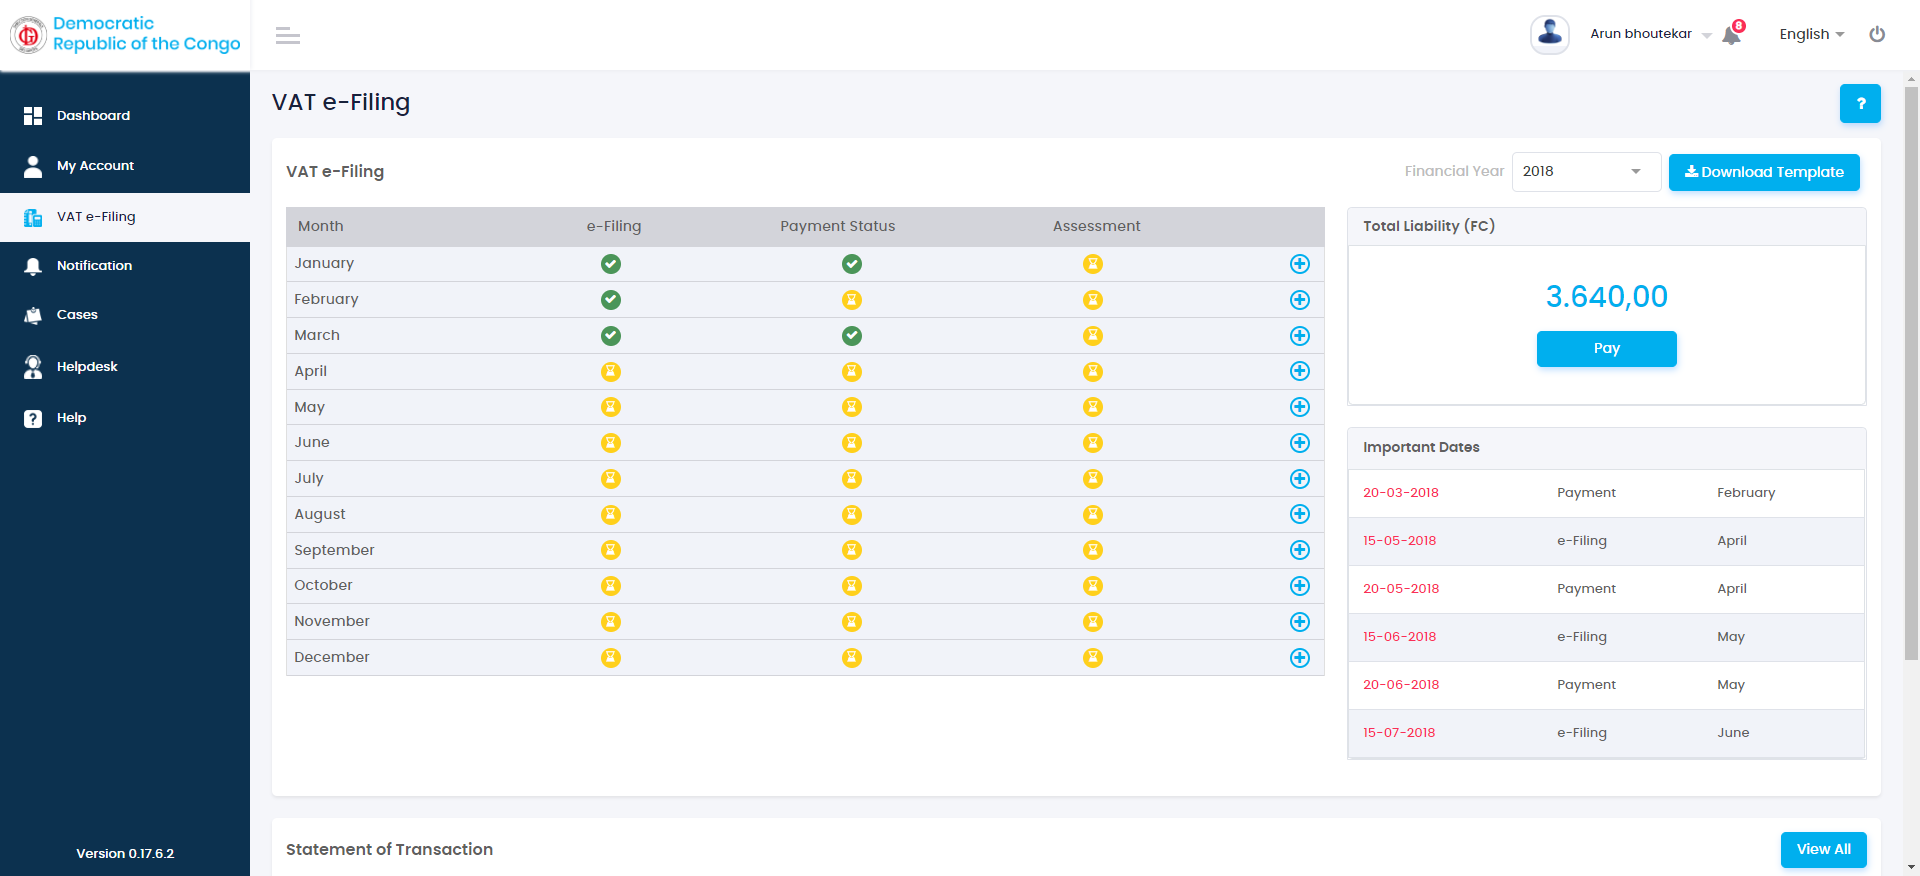 Democratic
Republic of the Congo
Arun bhoutekar
8
English
Dashboard
My Account
VAT e-Filing
Notification
Cases
Helpdesk
Help
Version 0.17.6.2
VAT e-Filing
?
VAT e-Filing
Financial Year 2018 Download Template
Month e-Filing Payment Status Assessment
January
February
March
April
May
June
July
August
September
October
November
December
Total Liability (FC)
3.640,00
Pay
Important Dates
20-03-2018 Payment February
15-05-2018 e-Filing April
20-05-2018 Payment April
15-06-2018 e-Filing May
20-06-2018 Payment May
15-07-2018 e-Filing June
Statement of Transaction
View All